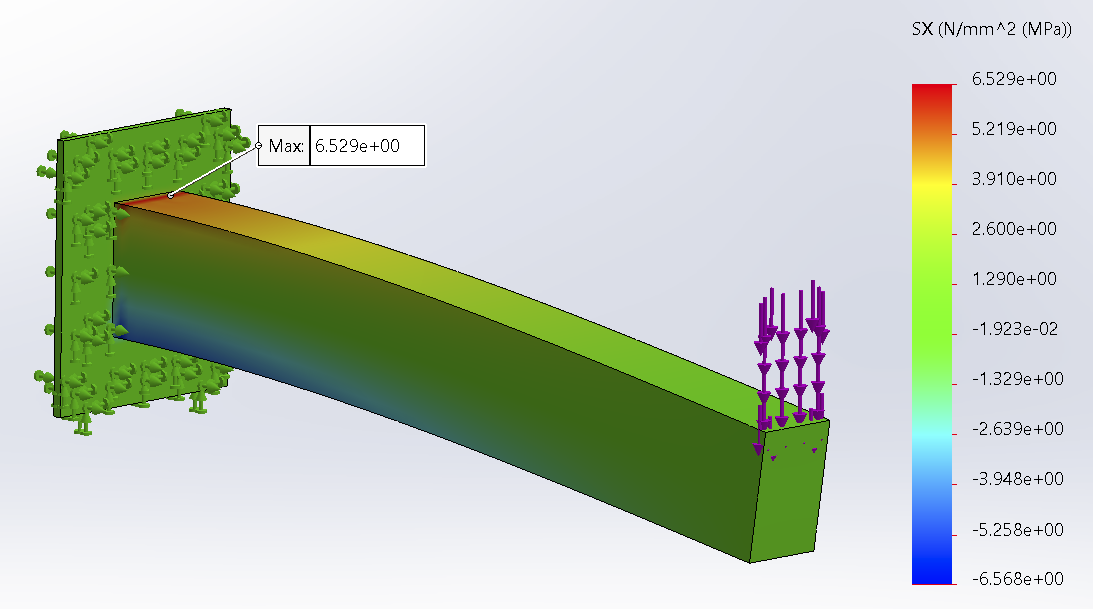 SX (N/mm^2 (MPa))
6.529e+00
5.219e+00
Max: 6.529e+00
3.910e+00
2.600e+00
1.290e+00
-1.923e-02
-1.329e+00
-2.639e+00
-3.948e+00
-5.258e+00
-6.568e+00